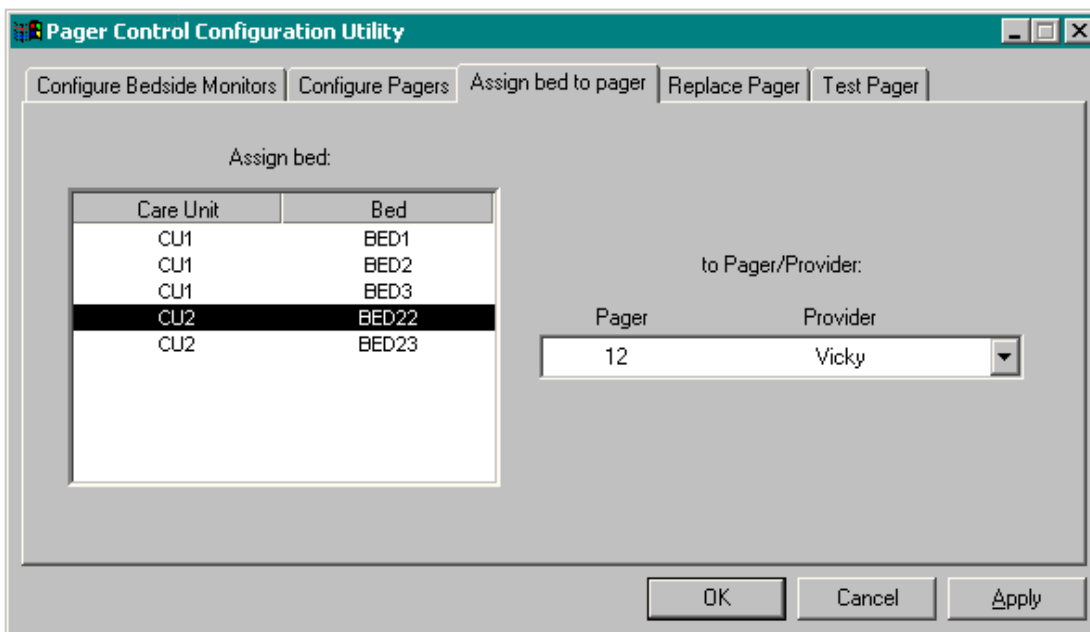 Pager Control Configuration Utility
Configure Bedside Monitors Configure Pagers Assign bed to pager Replace Pager Test Pager
Assign bed:
Care Unit Bed
CU1 BED1
CU1 BED2
CU1 BED3
CU2 BED22
CU2 BED23
to Pager/Provider:
Pager Provider
12 Vicky
OK Cancel Apply